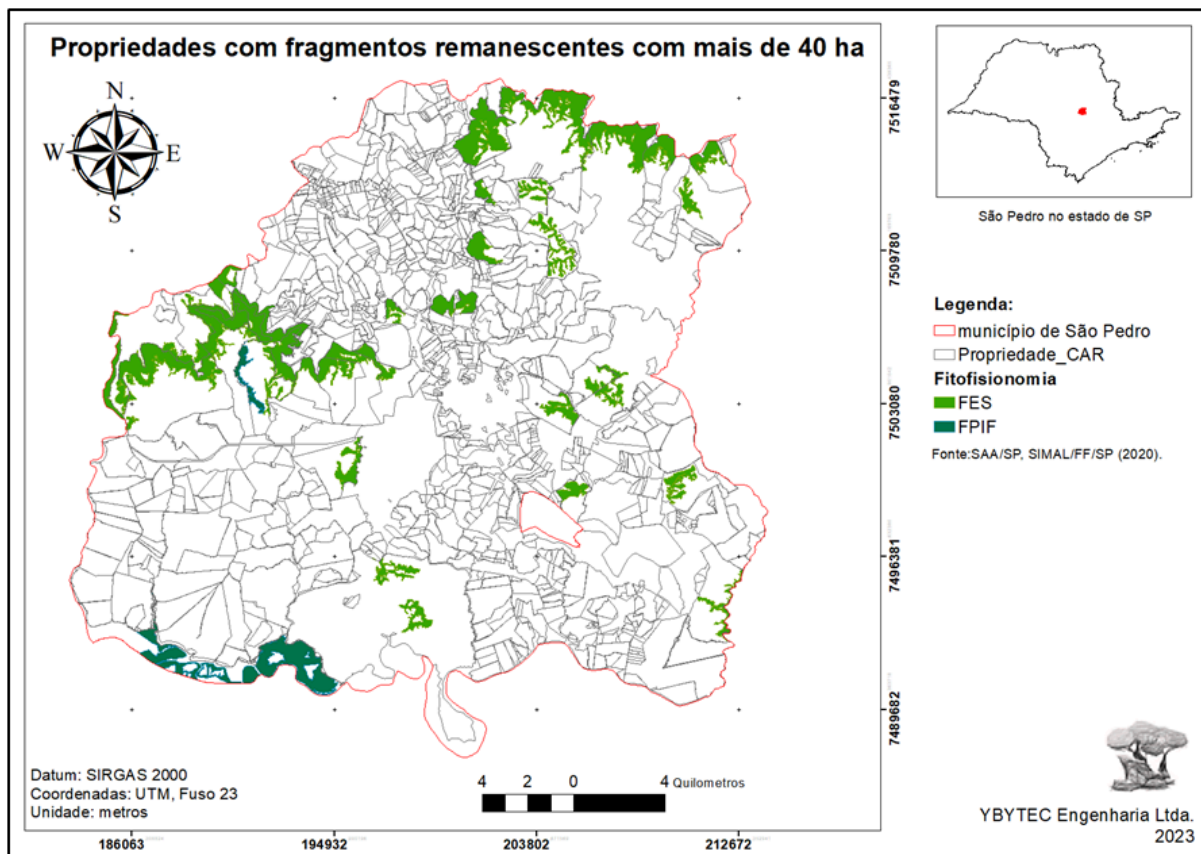 Propriedades com fragmentos remanescentes com mais de 40 ha
N
W E
S
7516479
7509780
7503080
7496381
7489682
São Pedro no estado de SP
Legenda:
município de São Pedro
Propriedade_CAR
Fitofisionomia
FES
FPIF
Fonte:SAA/SP, SIMAL/FF/SP (2020).
Datum: SIRGAS 2000
Coordenadas: UTM, Fuso 23
Unidade: metros
4 2 0 4 Quilometros
186063 194932 203802 212672
YBYTEC Engenharia Ltda.
2023